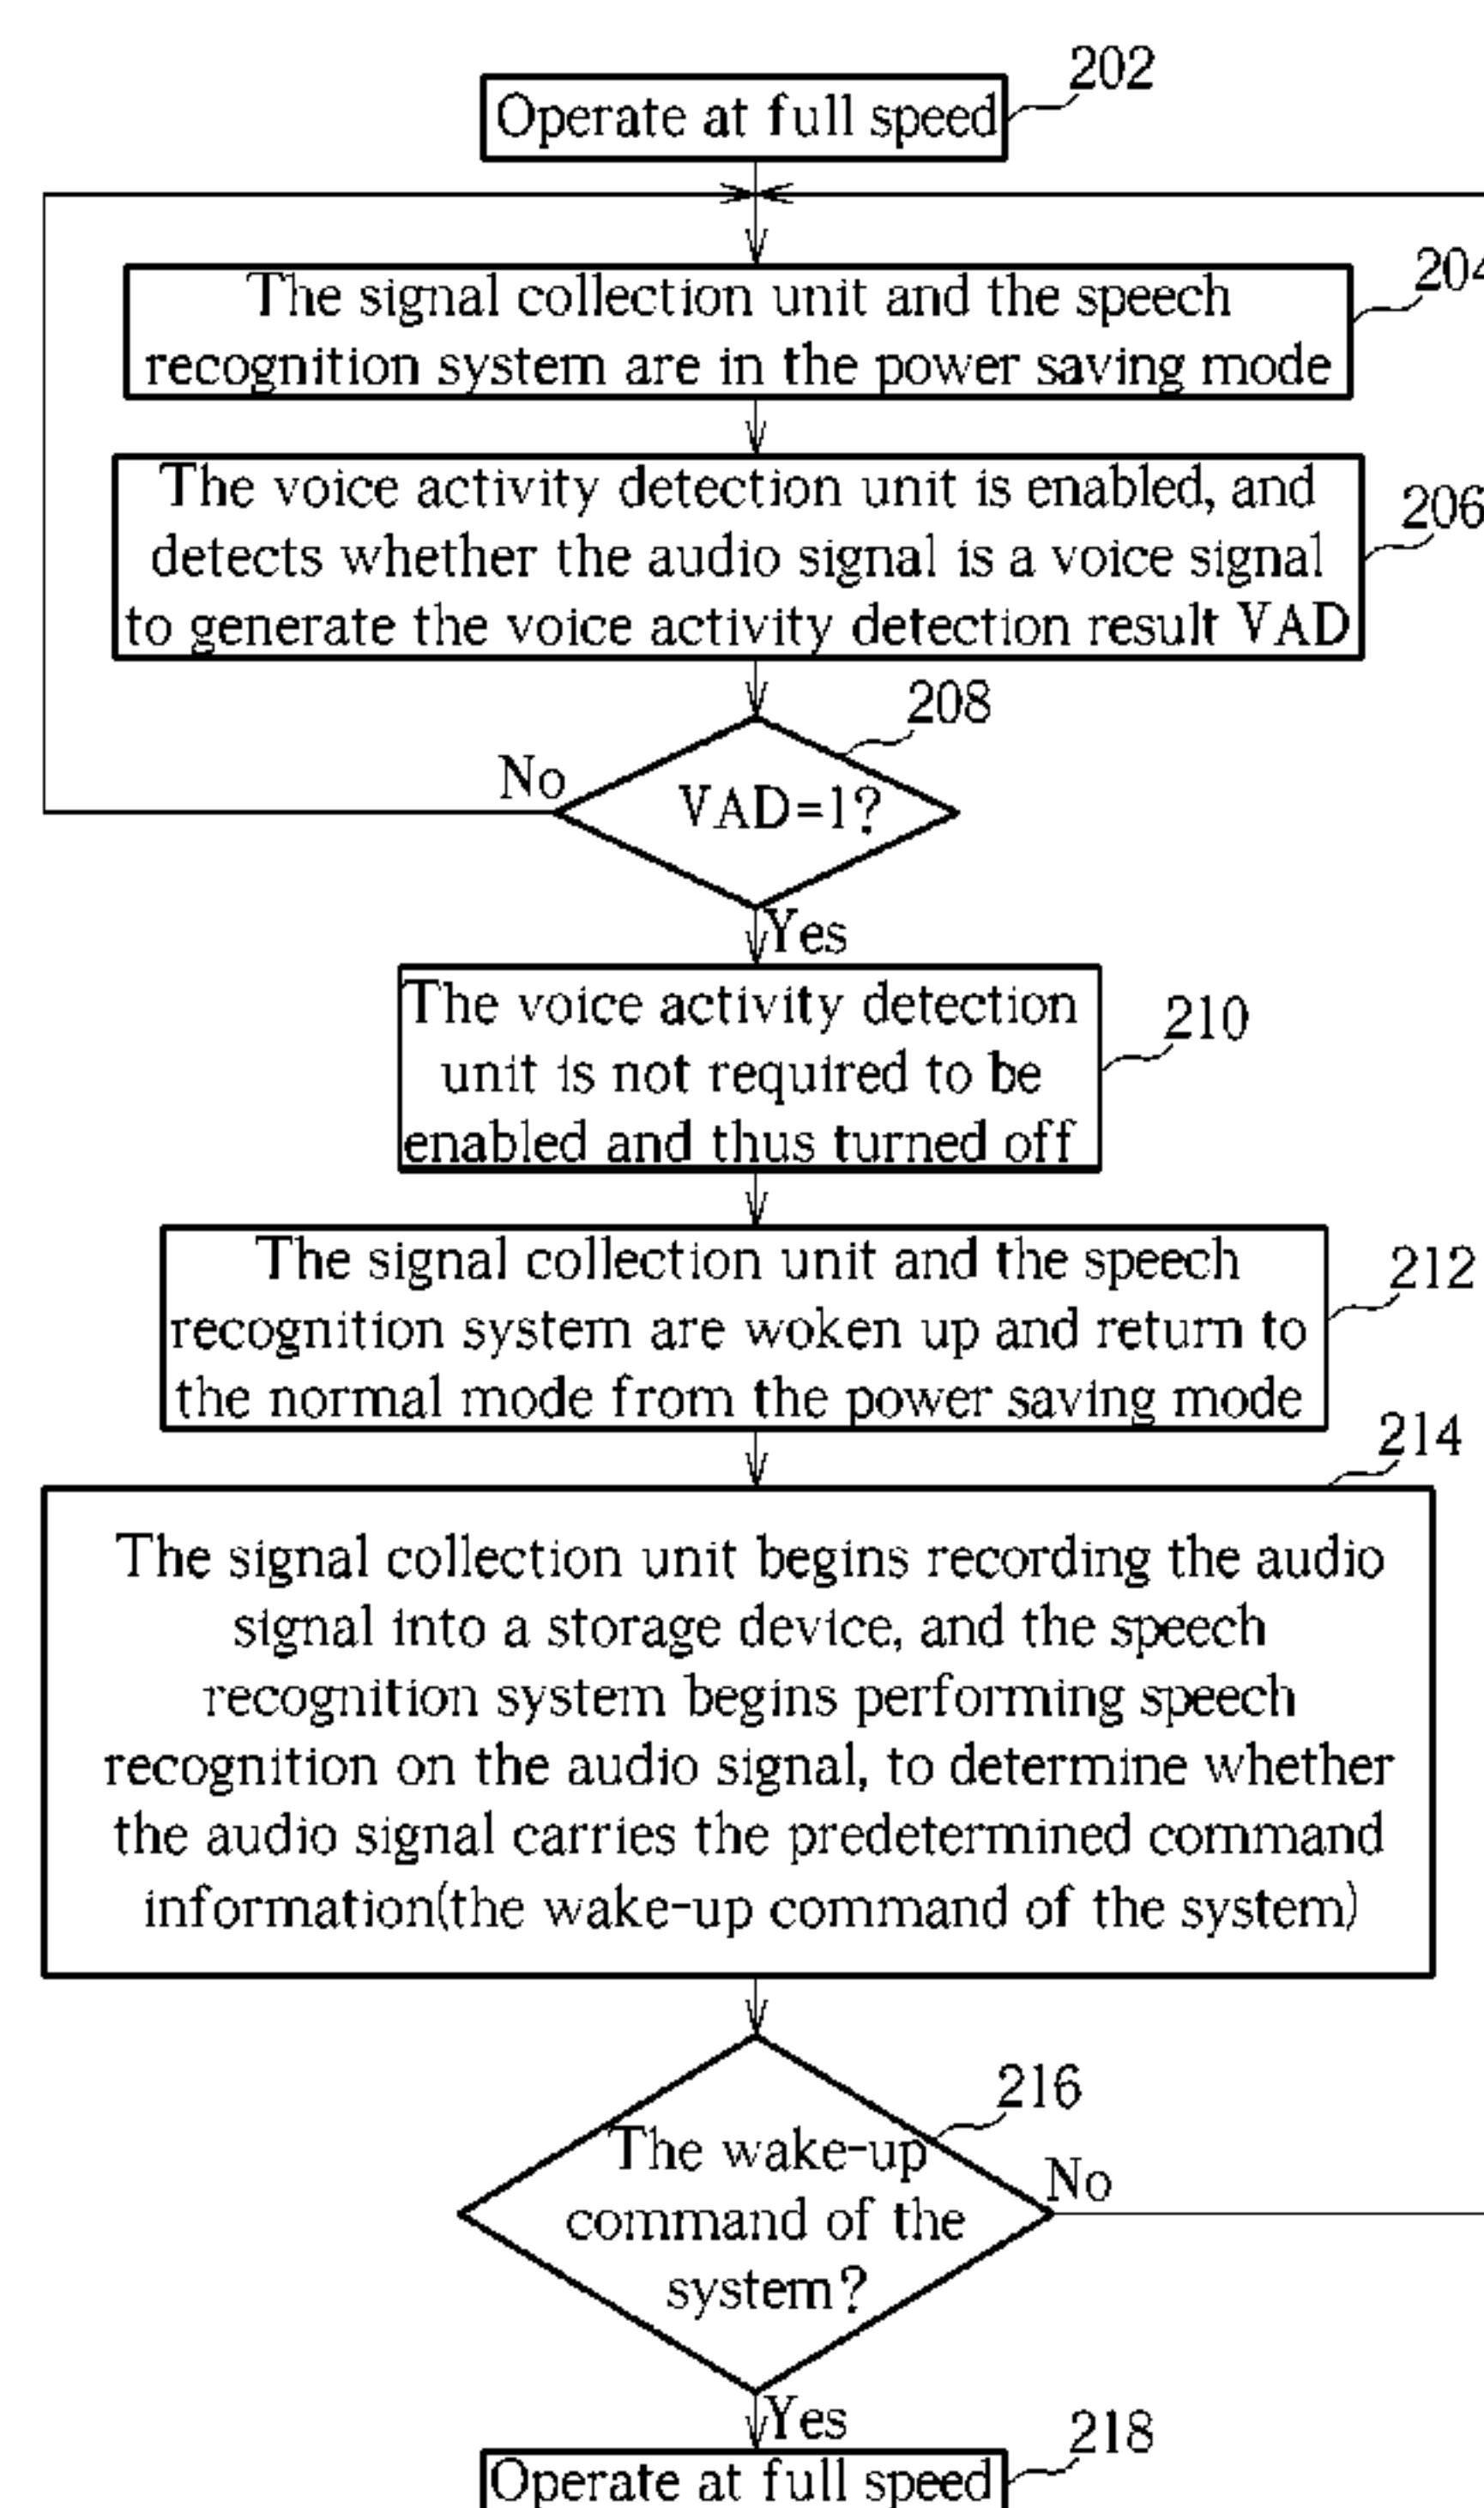 202
Operate at full speed
204
The signal collection unit and the speech
recognition system are in the power saving mode
206
The voice activity detection unit is enabled, and
detects whether the audio signal is a voice signal
to generate the voice activity detection result VAD
208
No
VAD=1?
Yes
The voice activity detection
210
unit is not required to be
enabled and thus turned off
The signal collection unit and the speech
212
recognition system are woken up and return to
the normal mode from the power saving mode
214
The signal collection unit begins recording the audio
signal into a storage device, and the speech
recognition system begins performing speech
recognition on the audio signal, to determine whether
the audio signal carries the predetermined command
information(the wake-up command of the system)
216
The wake-up
No
command of the
system?
Yes
218
Operate at full speed